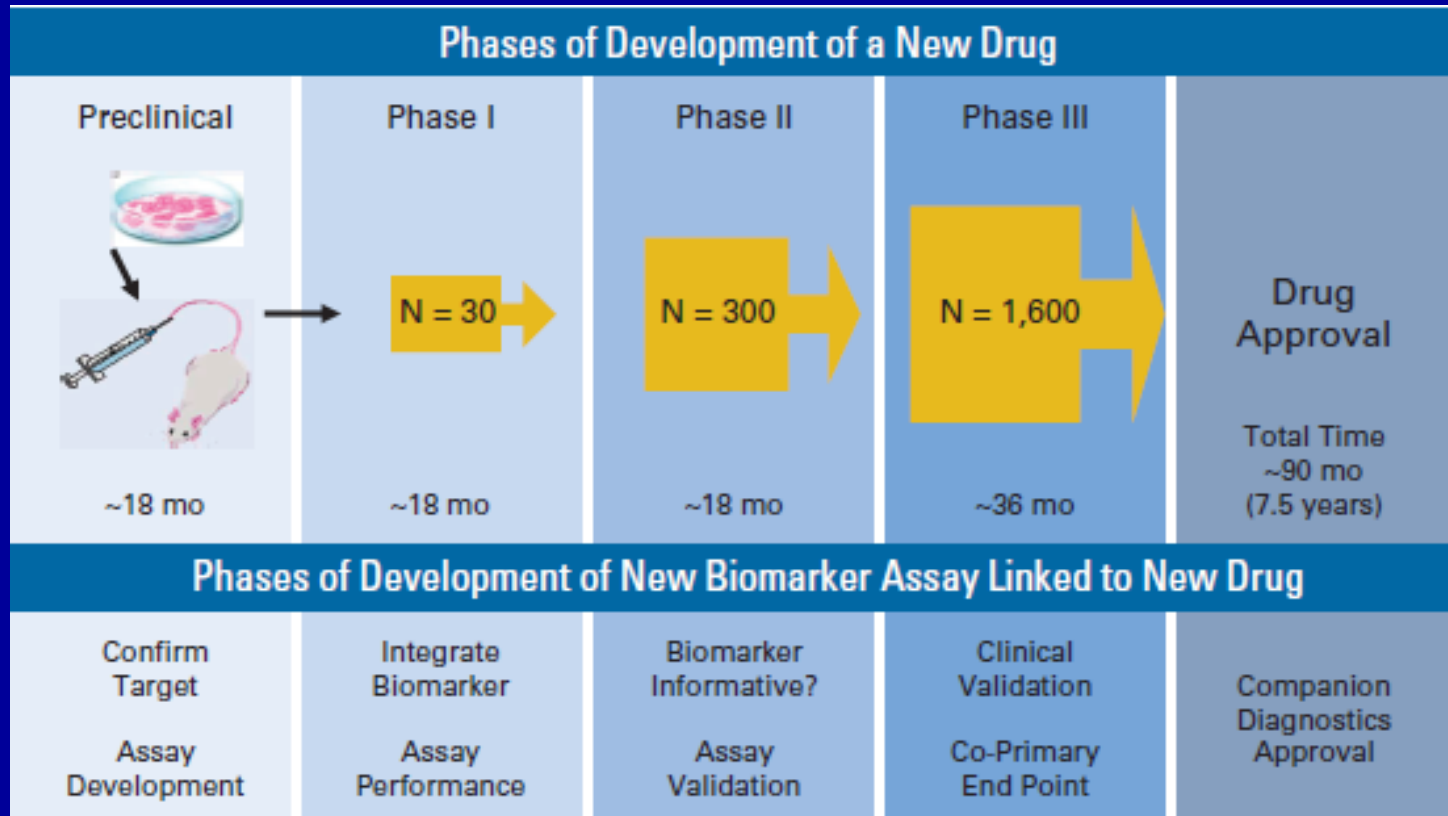 Phases of Development of a New Drug
Preclinical
Phase I
Phase II
Phase III
N = 30
N = 300
N = 1,600
Drug
Approval
Total Time
~90 mo
(7.5 years)
~18 mo
~18 mo
~18 mo
~36 mo
Phases of Development of New Biomarker Assay Linked to New Drug
Confirm
Target
Assay
Development
Integrate
Biomarker
Assay
Performance
Biomarker
Informative?
Assay
Validation
Clinical
Validation
Co-Primary
End Point
Companion
Diagnostics
Approval